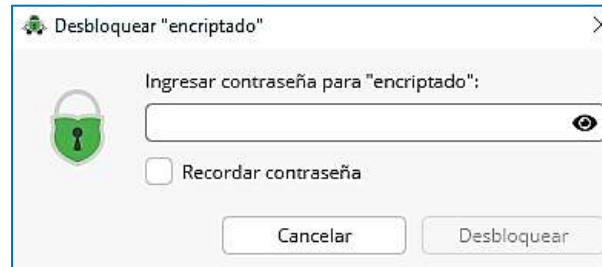 Desbloquear "encriptado"
Ingresar contraseña para "encriptado":
Recordar contraseña
Cancelar Desbloquear